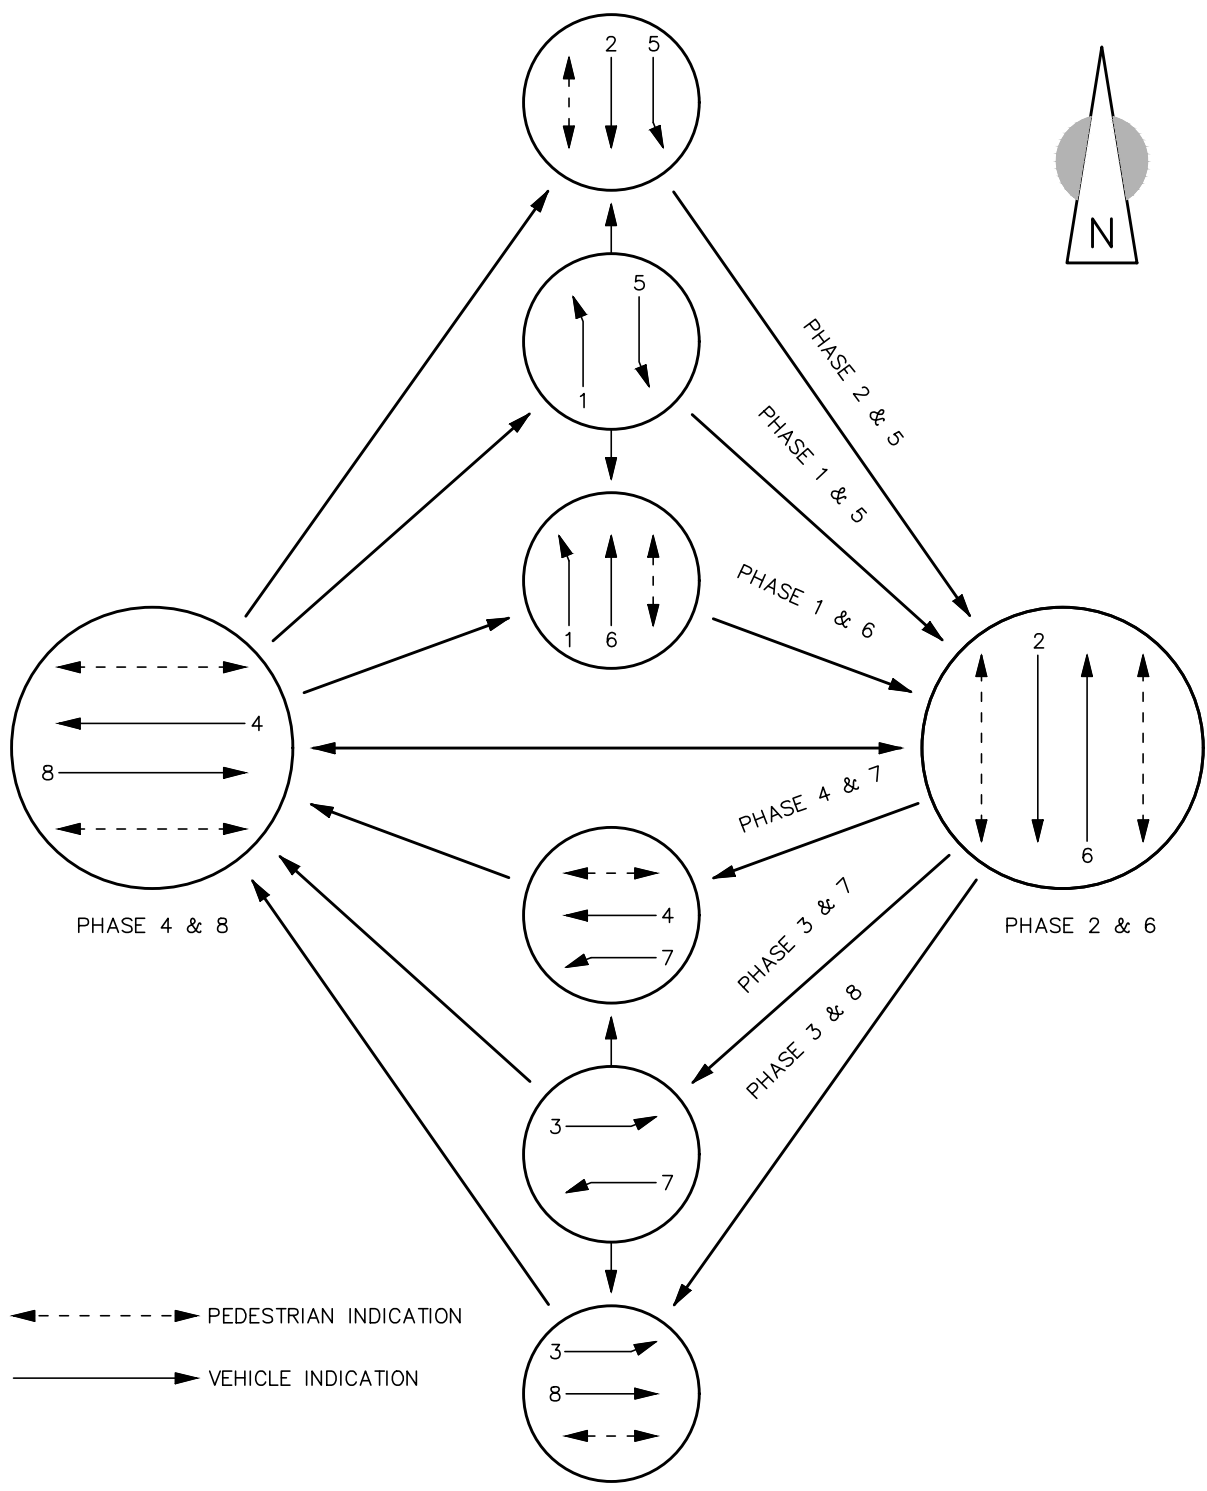 2 5
N
5
1
PHASE 2 & 5
PHASE 1 & 5
PHASE 1 & 6
1 6
4
8
2
6
PHASE 4 & 7
4
7
PHASE 4 & 8
PHASE 2 & 6
PHASE 3 & 7
PHASE 3 & 8
3
7
PEDESTRIAN INDICATION
VEHICLE INDICATION
3
8